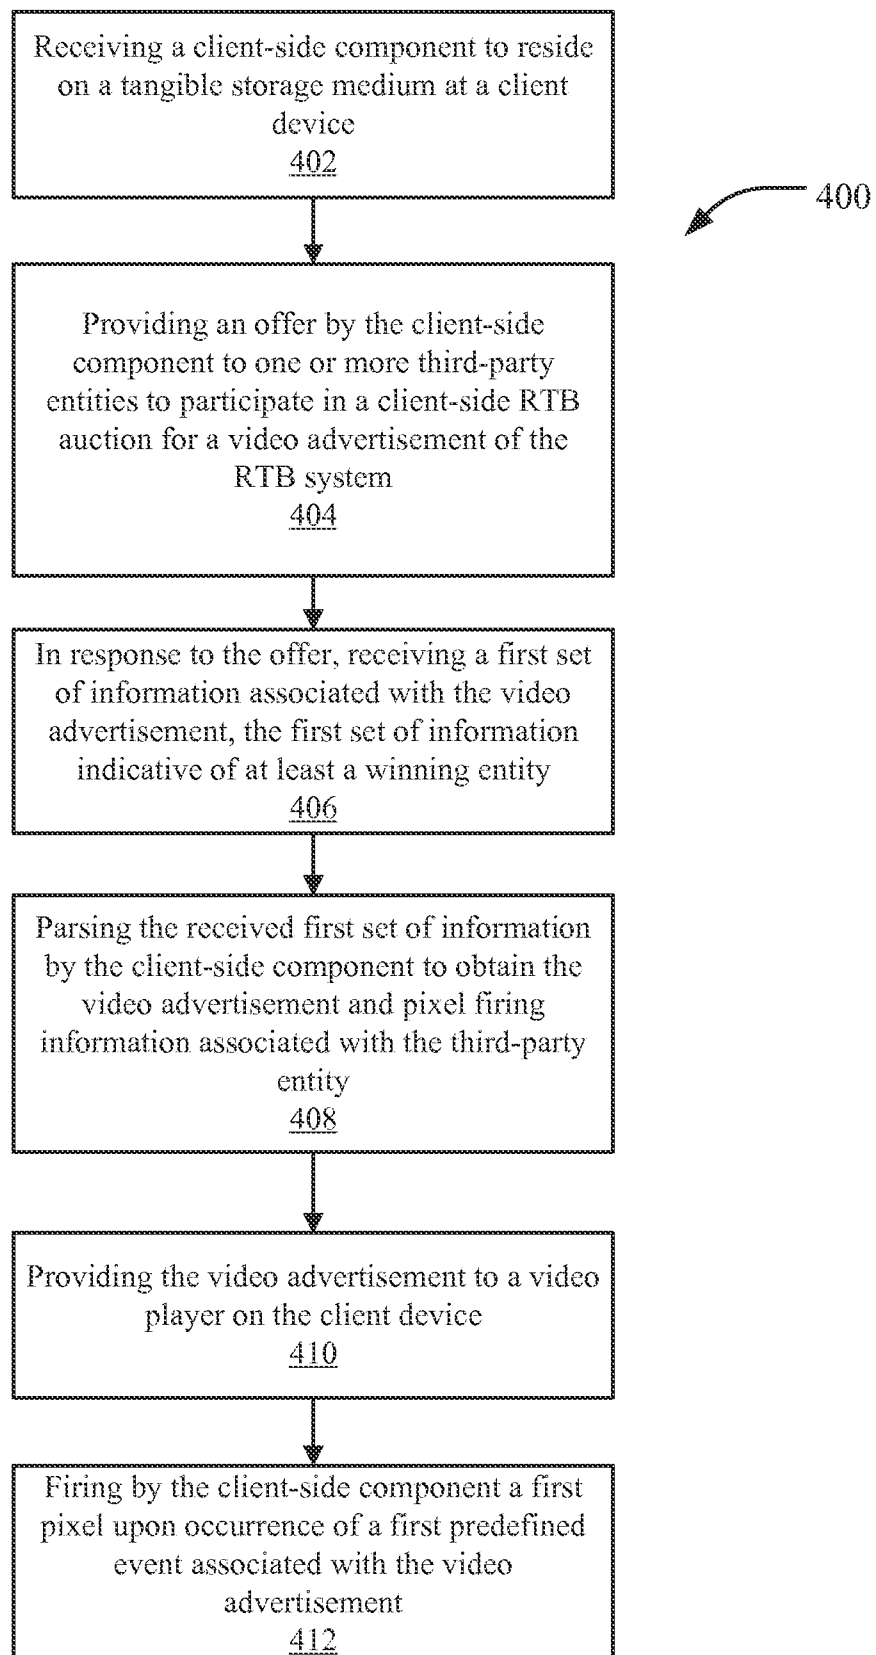 Receiving a client-side component to reside
on a tangible storage medium at a client
device
402
400
Providing an offer by the client-side
component to one or more third-party
entities to participate in a client-side RTB
auction for a video advertisement of the
RTB system
404
In response to the offer, receiving a first set
of information associated with the video
advertisement, the first set of information
indicative of at least a winning entity
406
Parsing the received first set of information
by the client-side component to obtain the
video advertisement and pixel firing
information associated with the third-party
entity
408
Providing the video advertisement to a video
player on the client device
410
Firing by the client-side component a first
pixel upon occurrence of a first predefined
event associated with the video
advertisement
412